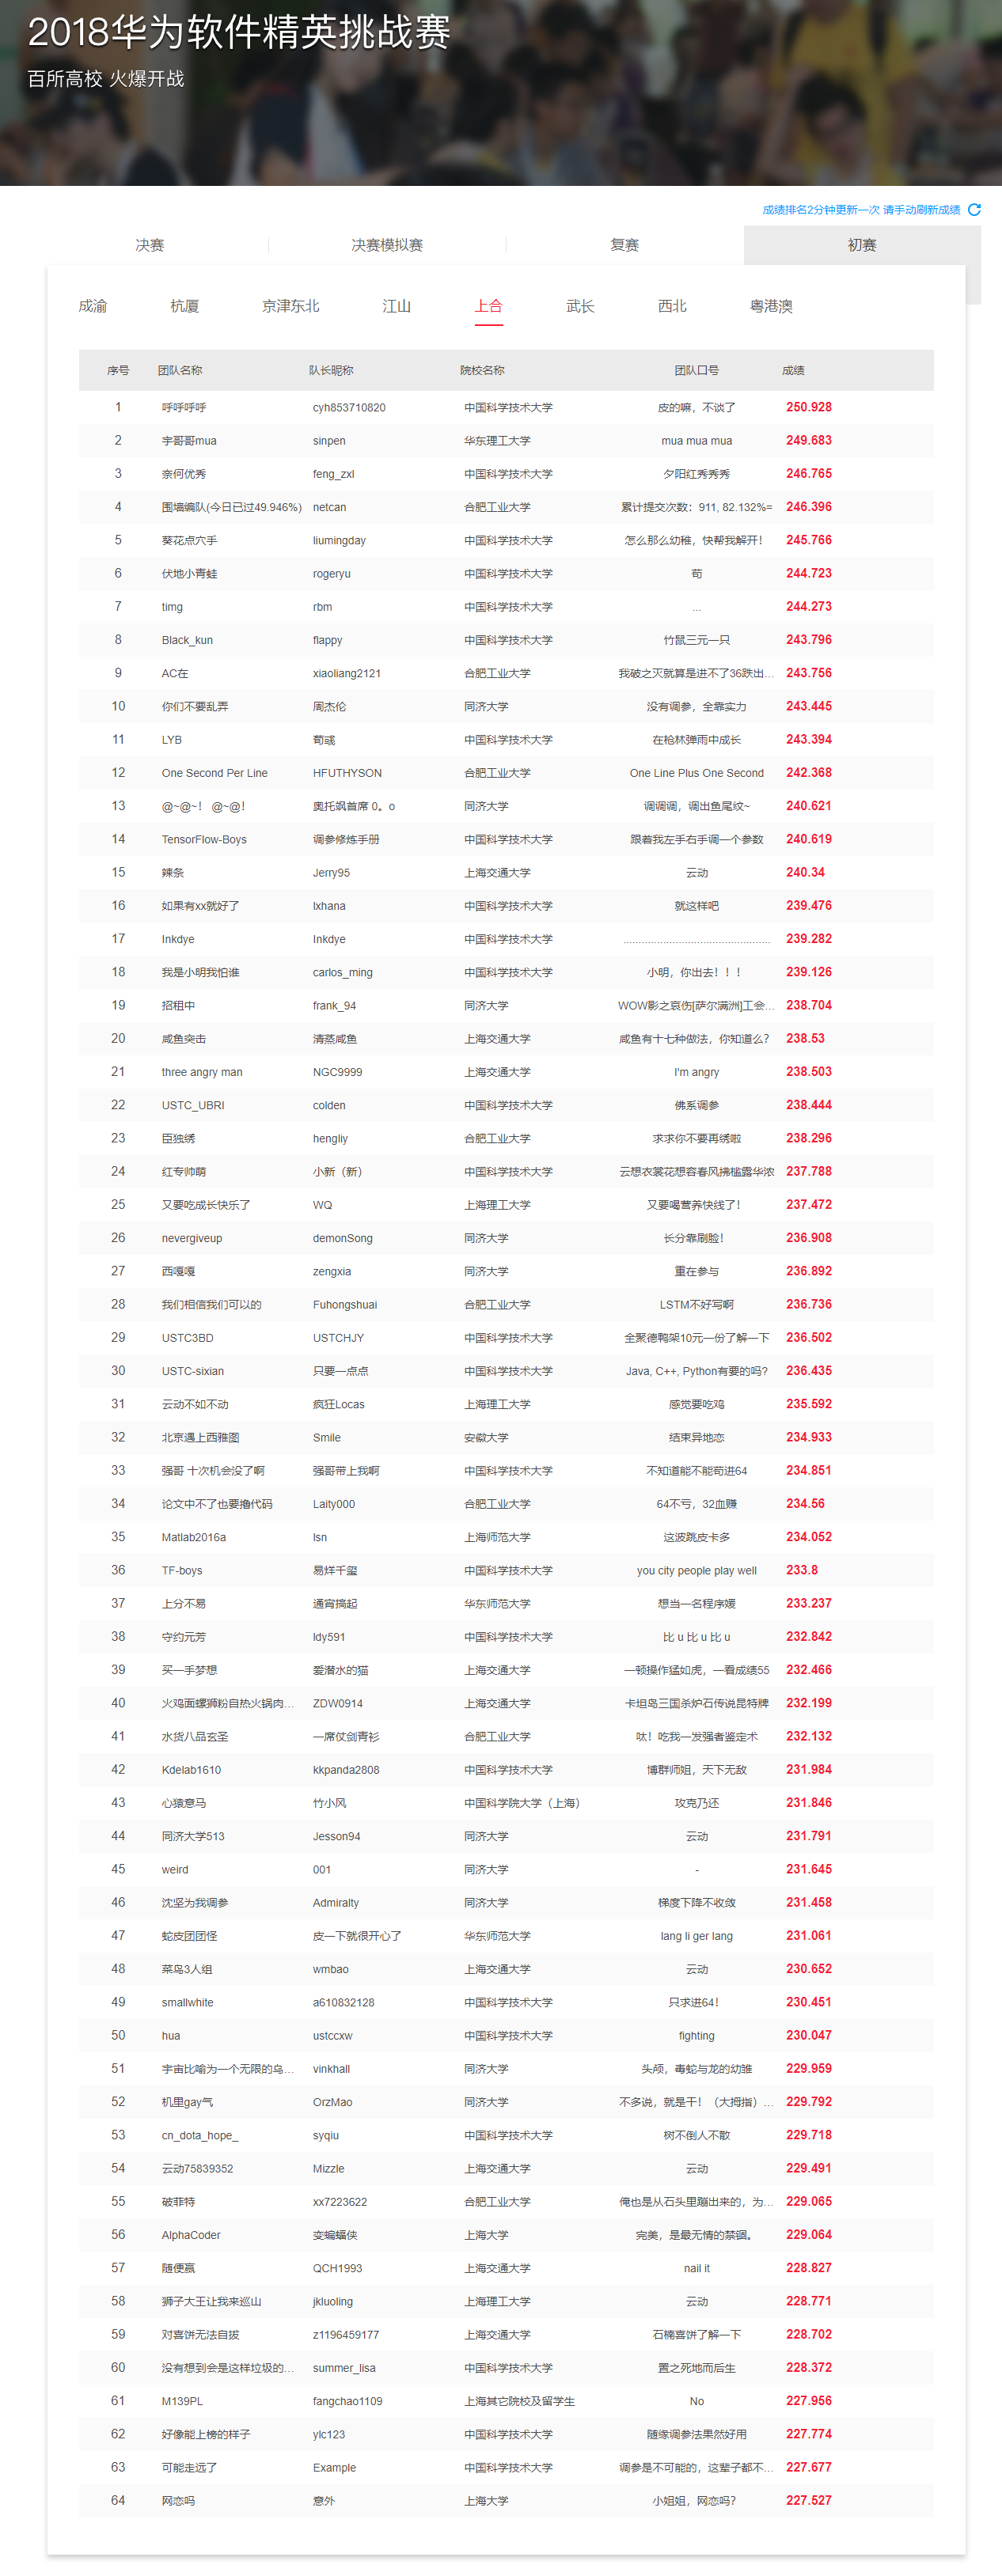 2018华为软件精英挑战赛
百所高校 火爆开战
成绩排名2分钟更新一次 请手动刷新成绩
决赛 决赛模拟赛 复赛 初赛
成渝 杭厦 京津东北 江山 上合 武长 西北 粤港澳
序号 团队名称 队长昵称 院校名称 团队口号 成绩
1 呼呼呼呼 cyh853710820 中国科学技术大学 皮的嘛，不谈了 250.928
2 宇哥哥mua sinpen 华东理工大学 mua mua mua 249.683
3 奈何优秀 feng_zxl 中国科学技术大学 夕阳红秀秀秀 246.765
4 围墙编队(今日已过49.946%) netcan 合肥工业大学 累计提交次数：911, 82.132%= 246.396
5 葵花点穴手 liumingday 中国科学技术大学 怎么那么幼稚，快帮我解开！ 245.766
6 伏地小青蛙 rogeryu 中国科学技术大学 苟 244.723
7 timg rbm 中国科学技术大学 ... 244.273
8 Black_kun flappy 中国科学技术大学 竹鼠三元一只 243.796
9 AC在 xiaoliang2121 合肥工业大学 我破之灭就算是进不了36跌出... 243.756
10 你们不要乱弄 周杰伦 同济大学 没有调参，全靠实力 243.445
11 LYB 荀彧 中国科学技术大学 在枪林弹雨中成长 243.394
12 One Second Per Line HFUTHYSON 合肥工业大学 One Line Plus One Second 242.368
13 @~@~！ @~@！ 奥托飒首席 0。o 同济大学 调调调，调出鱼尾纹~ 240.621
14 TensorFlow-Boys 调参修炼手册 中国科学技术大学 跟着我左手右手调一个参数 240.619
15 辣条 Jerry95 上海交通大学 云动 240.34
16 如果有xx就好了 lxhana 中国科学技术大学 就这样吧 239.476
17 Inkdye Inkdye 中国科学技术大学 ................................................ 239.282
18 我是小明我怕谁 carlos_ming 中国科学技术大学 小明，你出去！！！ 239.126
19 招租中 frank_94 同济大学 WOW影之哀伤[萨尔满洲]工会... 238.704
20 咸鱼突击 清蒸咸鱼 上海交通大学 咸鱼有十七种做法，你知道么？ 238.53
21 three angry man NGC9999 上海交通大学 I'm angry 238.503
22 USTC_UBRI colden 中国科学技术大学 佛系调参 238.444
23 臣独绣 hengliy 合肥工业大学 求求你不要再绣啦 238.296
24 红专帅萌 小新（新） 中国科学技术大学 云想衣裳花想容春风拂槛露华浓 237.788
25 又要吃成长快乐了 WQ 上海理工大学 又要喝营养快线了！ 237.472
26 nevergiveup demonSong 同济大学 长分靠刷脸！ 236.908
27 西嘎嘎 zengxia 同济大学 重在参与 236.892
28 我们相信我们可以的 Fuhongshuai 合肥工业大学 LSTM不好写啊 236.736
29 USTC3BD USTCHJY 中国科学技术大学 全聚德鸭架10元一份了解一下 236.502
30 USTC-sixian 只要一点点 中国科学技术大学 Java, C++, Python有要的吗? 236.435
31 云动不如不动 疯狂Locas 上海理工大学 感觉要吃鸡 235.592
32 北京遇上西雅图 Smile 安徽大学 结束异地恋 234.933
33 强哥 十次机会没了啊 强哥带上我啊 中国科学技术大学 不知道能不能苟进64 234.851
34 论文中不了也要撸代码 Laity000 合肥工业大学 64不亏，32血赚 234.56
35 Matlab2016a lsn 上海师范大学 这波跳皮卡多 234.052
36 TF-boys 易烊千玺 中国科学技术大学 you city people play well 233.8
37 上分不易 通宵搞起 华东师范大学 想当一名程序媛 233.237
38 守约元芳 ldy591 中国科学技术大学 比 u 比 u 比 u 232.842
39 买一手梦想 爱潜水的猫 上海交通大学 一顿操作猛如虎，一看成绩55 232.466
40 火鸡面螺狮粉自热火锅肉... ZDW0914 上海交通大学 卡坦岛三国杀炉石传说昆特牌 232.199
41 水货八品玄圣 一席仗剑青衫 合肥工业大学 呔！吃我一发强者鉴定术 232.132
42 Kdelab1610 kkpanda2808 中国科学技术大学 博群师姐，天下无敌 231.984
43 心猿意马 竹小风 中国科学院大学（上海） 攻克乃还 231.846
44 同济大学513 Jesson94 同济大学 云动 231.791
45 weird 001 同济大学 - 231.645
46 沈坚为我调参 Admiralty 同济大学 梯度下降不收敛 231.458
47 蛇皮团团怪 皮一下就很开心了 华东师范大学 lang li ger lang 231.061
48 菜鸟3人组 wmbao 上海交通大学 云动 230.652
49 smallwhite a610832128 中国科学技术大学 只求进64！ 230.451
50 hua ustccxw 中国科学技术大学 fighting 230.047
51 宇宙比喻为一个无限的乌... vinkhall 同济大学 头颅，毒蛇与龙的幼雏 229.959
52 机里gay气 OrzMao 同济大学 不多说，就是干！（大拇指）... 229.792
53 cn_dota_hope_ syqiu 中国科学技术大学 树不倒人不散 229.718
54 云动75839352 Mizzle 上海交通大学 云动 229.491
55 破菲特 xx7223622 合肥工业大学 俺也是从石头里蹦出来的，为... 229.065
56 AlphaCoder 变蝙蝠侠 上海大学 完美，是最无情的禁锢。 229.064
57 随便赢 QCH1993 上海交通大学 nail it 228.827
58 狮子大王让我来巡山 jkluoling 上海理工大学 云动 228.771
59 对喜饼无法自拔 z1196459177 上海交通大学 石楠喜饼了解一下 228.702
60 没有想到会是这样垃圾的... summer_lisa 中国科学技术大学 置之死地而后生 228.372
61 M139PL fangchao1109 上海其它院校及留学生 No 227.956
62 好像能上榜的样子 ylc123 中国科学技术大学 随缘调参法果然好用 227.774
63 可能走远了 Example 中国科学技术大学 调参是不可能的，这辈子都不... 227.677
64 网恋吗 意外 上海大学 小姐姐，网恋吗？ 227.527